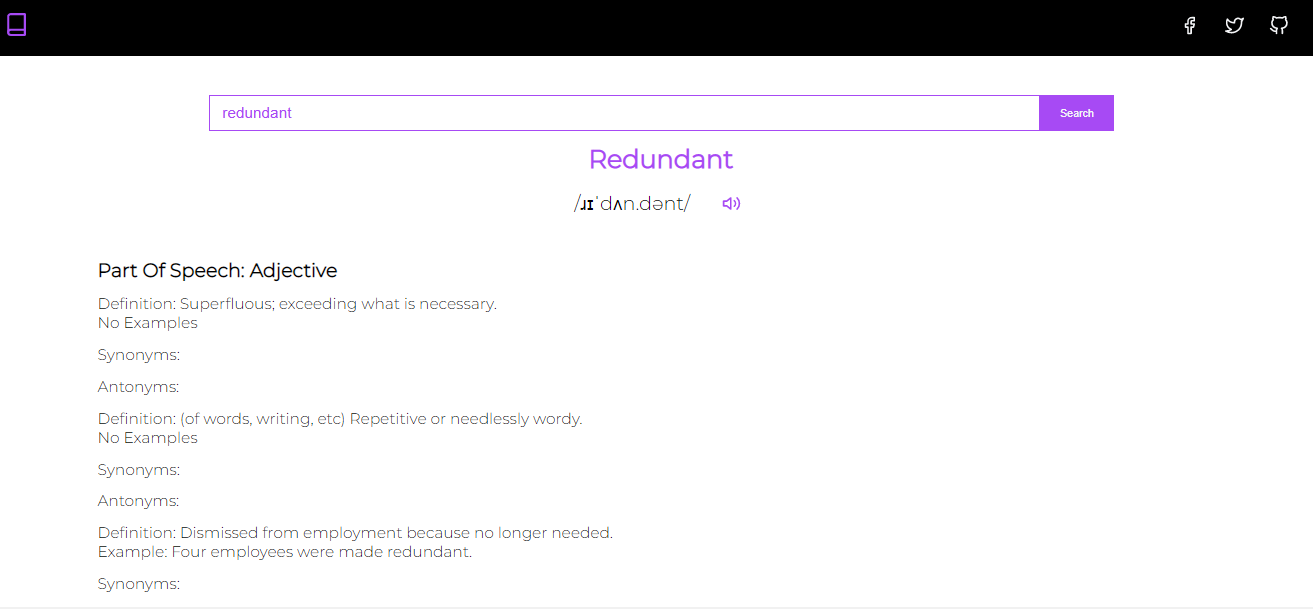 redundant
Search
Redundant
/ɹɪˈdʌn.dənt/
Part Of Speech: Adjective
Definition: Superfluous; exceeding what is necessary.
No Examples
Synonyms:
Antonyms:
Definition: (of words, writing, etc) Repetitive or needlessly wordy.
No Examples
Synonyms:
Antonyms:
Definition: Dismissed from employment because no longer needed.
Example: Four employees were made redundant.
Synonyms: